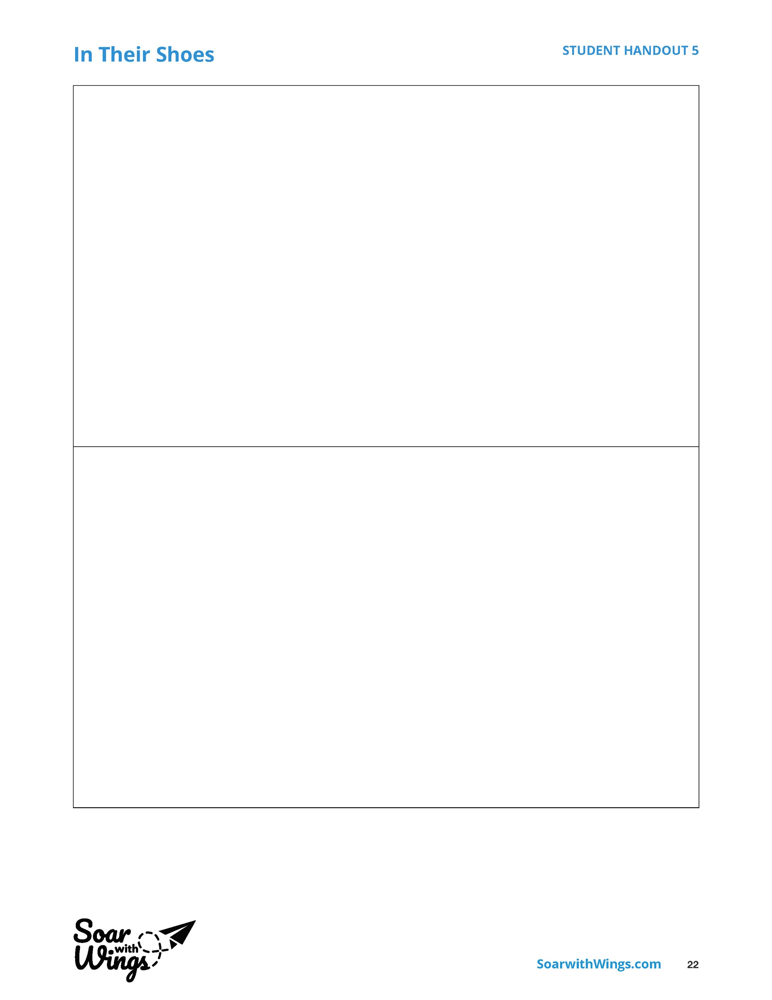 In Their Shoes
STUDENT HANDOUT 5
Soar
with
Wings
SoarwithWings.com
22